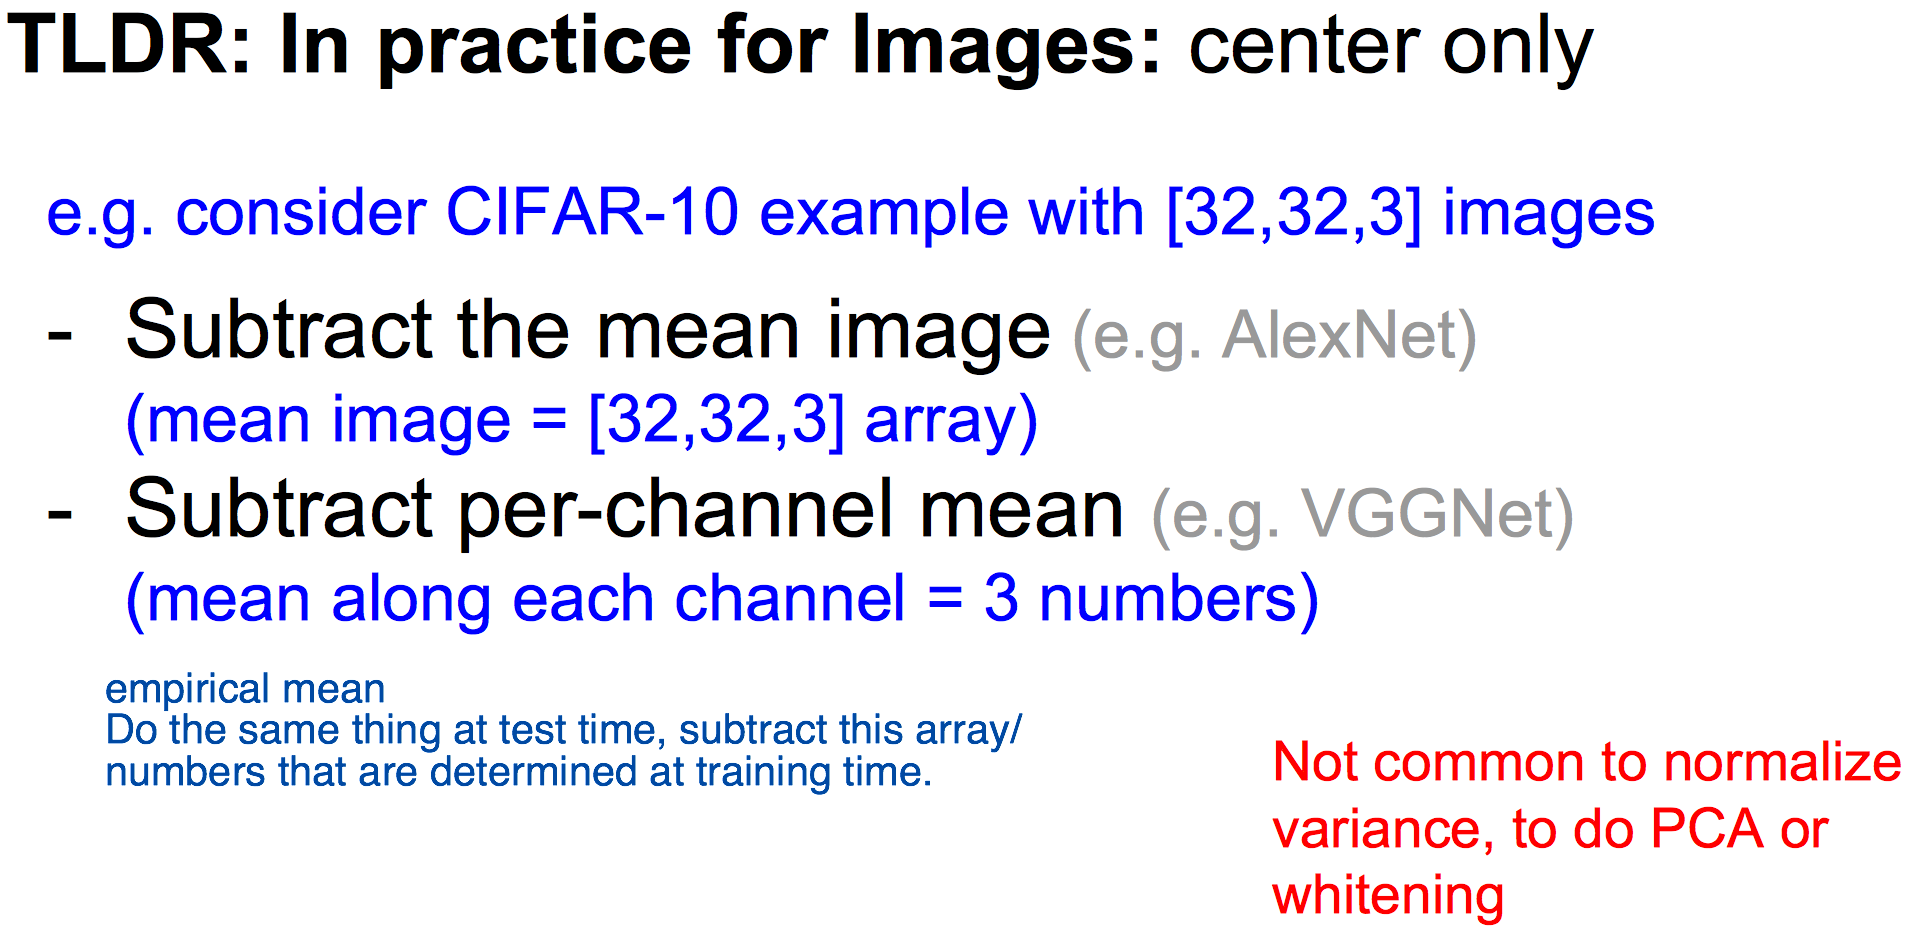 TLDR: In practice for Images: center only
e.g. consider CIFAR-10 example with [32,32,3] images
- Subtract the mean image (e.g. AlexNet)
(mean image = [32,32,3] array)
- Subtract per-channel mean (e.g. VGGNet)
(mean along each channel = 3 numbers)
empirical mean
Do the same thing at test time, subtract this array/
numbers that are determined at training time.
Not common to normalize
variance, to do PCA or
whitening